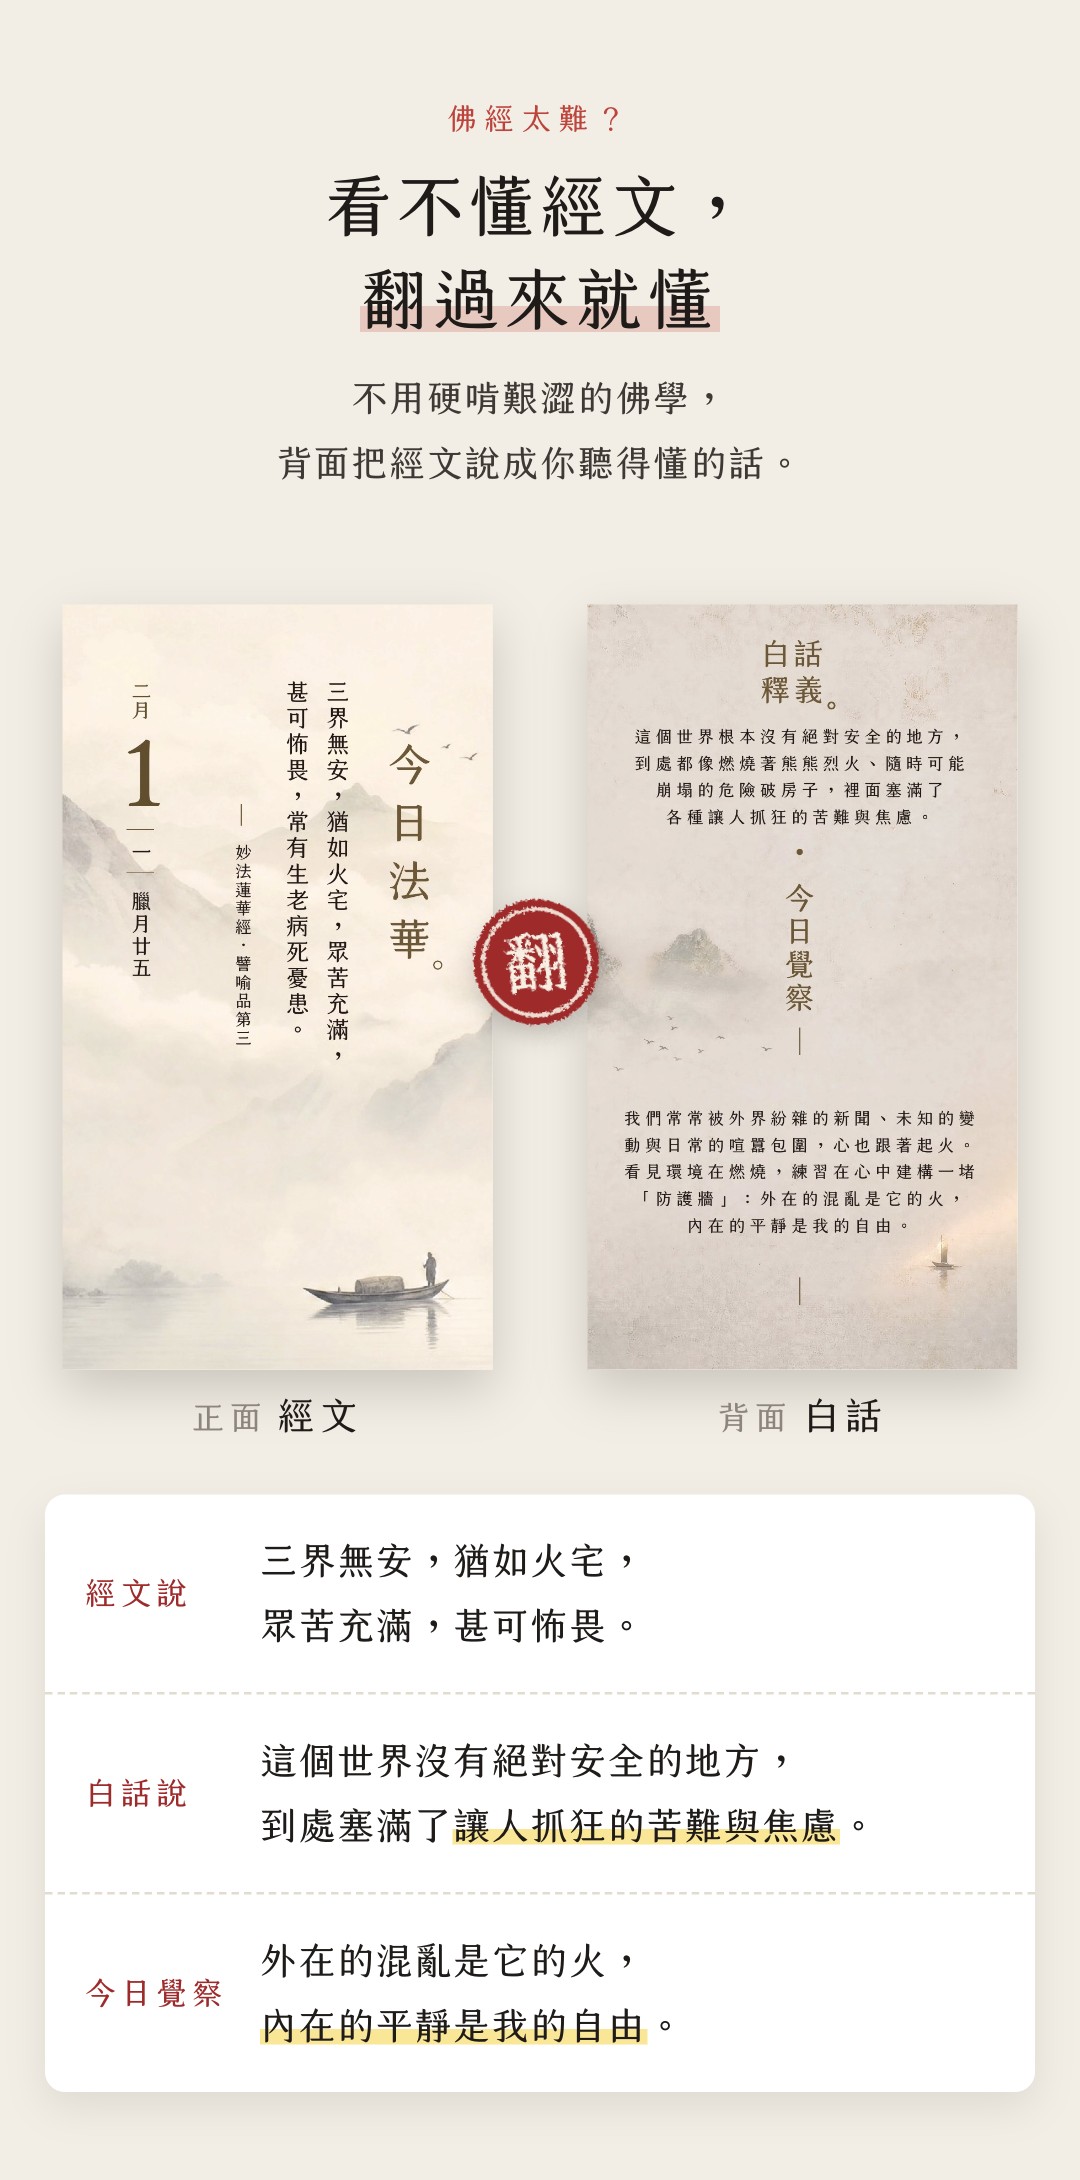 佛經太難？
看不懂經文，
翻過來就懂
不用硬啃艱澀的佛學，
背面把經文說成你聽得懂的話。
今日法華。
三界無安，猶如火宅，眾苦充滿，
甚可怖畏，常有生老病死憂患。
｜妙法蓮華經・譬喻品第三
二月
1
一
臘月廿五
翻
白話
釋義。
這個世界根本沒有絕對安全的地方，
到處都像燃燒著熊熊烈火、隨時可能
崩塌的危險破房子，裡面塞滿了
各種讓人抓狂的苦難與焦慮。
・今日覺察｜
我們常常被外界紛雜的新聞、未知的變
動與日常的喧囂包圍，心也跟著起火。
看見環境在燃燒，練習在心中建構一堵
「防護牆」：外在的混亂是它的火，
內在的平靜是我的自由。
正面 經文
背面 白話
經文說
三界無安，猶如火宅，
眾苦充滿，甚可怖畏。
白話說
這個世界沒有絕對安全的地方，
到處塞滿了讓人抓狂的苦難與焦慮。
今日覺察
外在的混亂是它的火，
內在的平靜是我的自由。